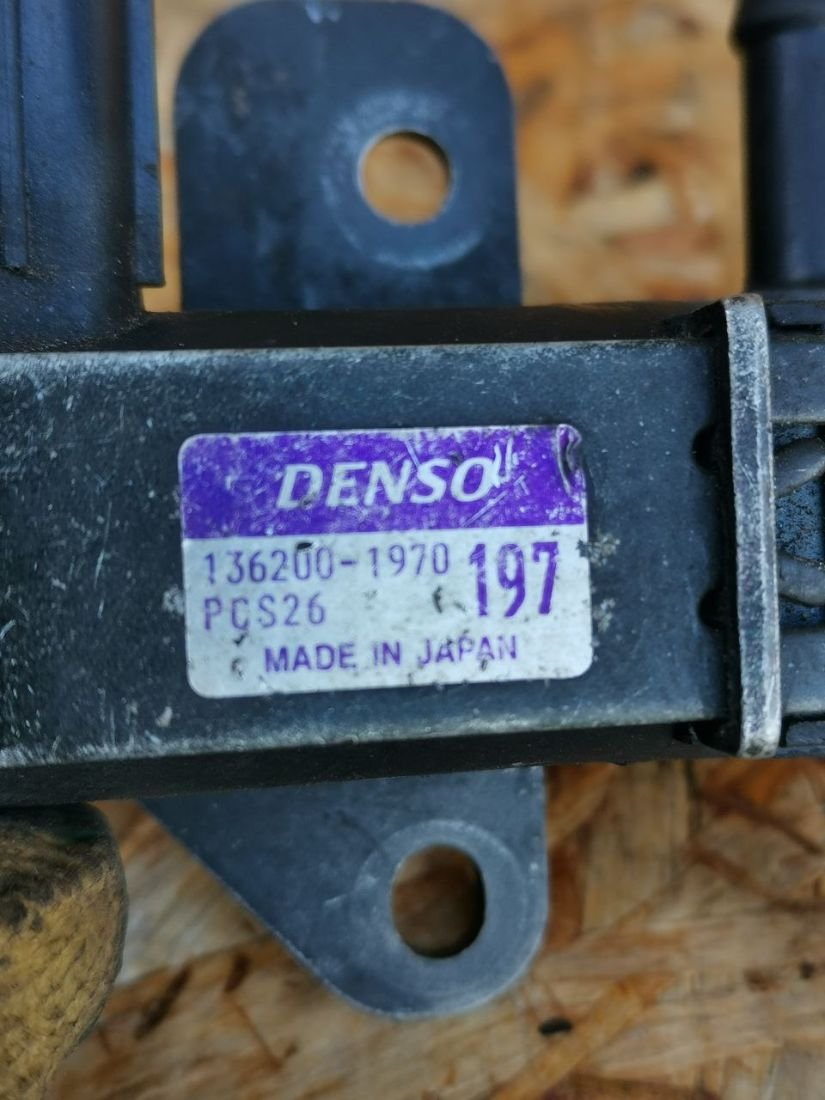 DENSO
136200-1970 197
PCS26
MADE IN JAPAN